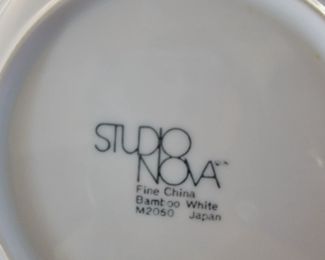 STUDIO
NOVA
Fine China
Bamboo White
M2050 Japan